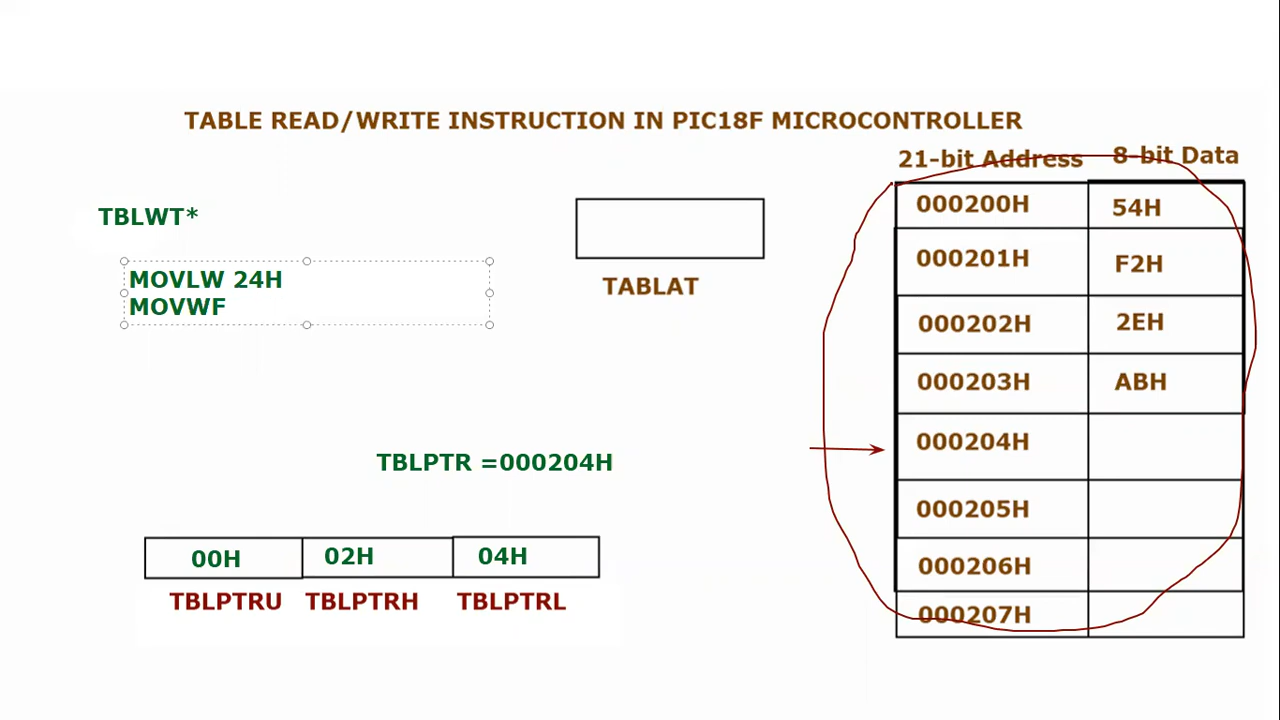 TABLE READ/WRITE INSTRUCTION IN PIC18F MICROCONTROLLER
TBLWT*
MOVLW 24H
MOVWF
TABLAT
TBLPTR =000204H
00H 02H 04H
TBLPTRU TBLPTRH TBLPTRL
21-bit Address 8-bit Data
000200H 54H
000201H F2H
000202H 2EH
000203H ABH
000204H
000205H
000206H
000207H